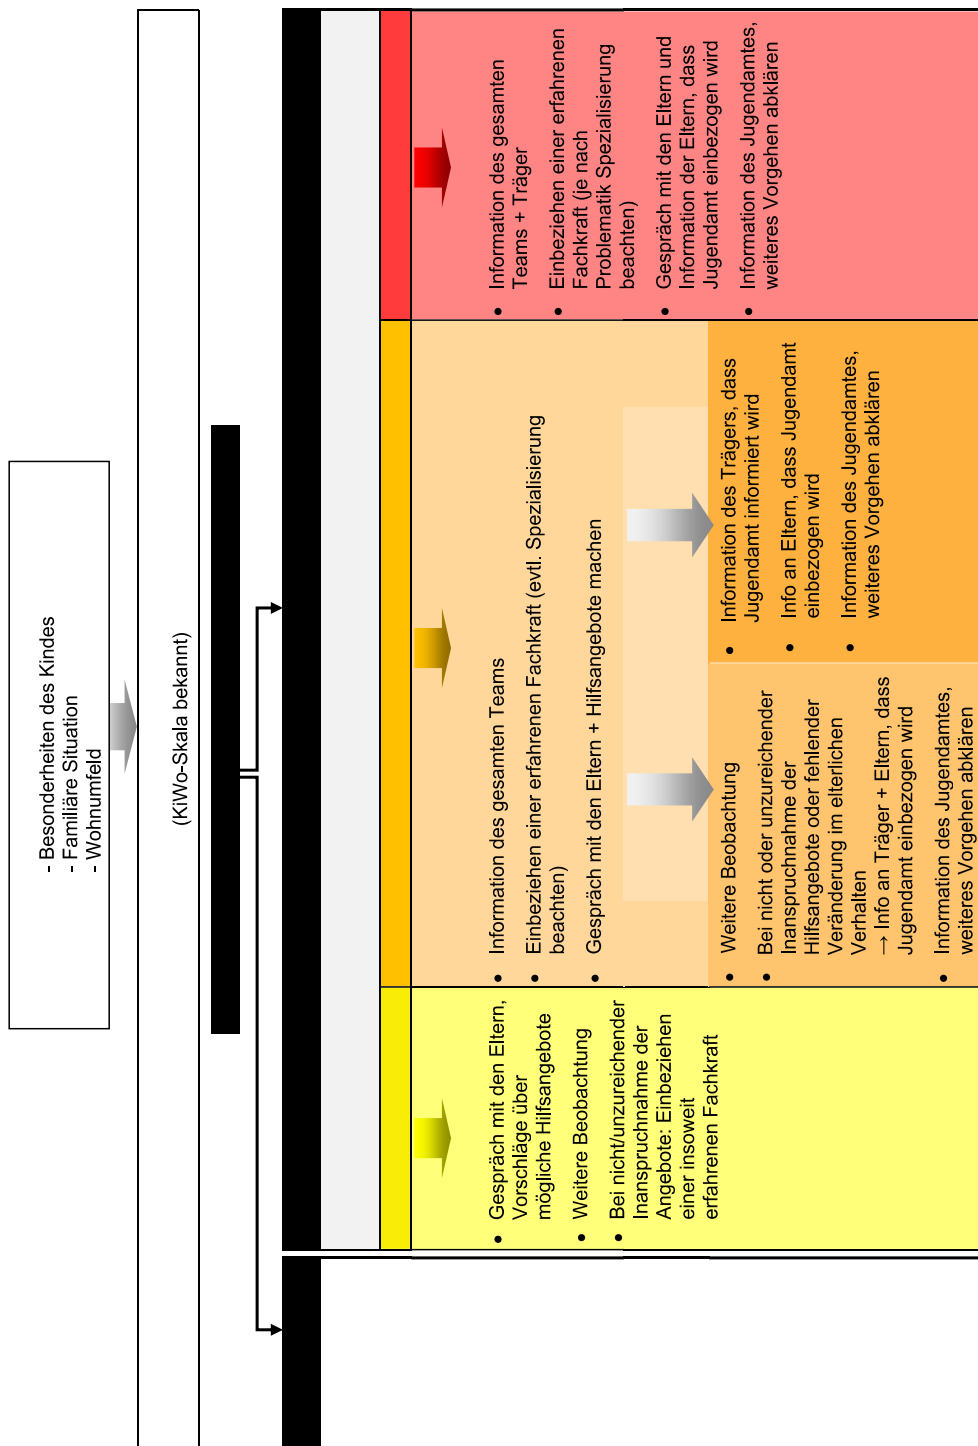 - Besonderheiten des Kindes
- Familiäre Situation
- Wohnumfeld
(KiWo-Skala bekannt)
• Gespräch mit den Eltern,
Vorschläge über
mögliche Hilfsangebote
• Weitere Beobachtung
• Bei nicht/unzureichender
Inanspruchnahme der
Angebote: Einbeziehen
einer insoweit
erfahrenen Fachkraft
• Information des gesamten Teams
• Einbeziehen einer erfahrenen Fachkraft (evtl. Spezialisierung
beachten)
• Gespräch mit den Eltern + Hilfsangebote machen
• Weitere Beobachtung
• Bei nicht oder unzureichender
Inanspruchnahme der
Hilfsangebote oder fehlender
Veränderung im elterlichen
Verhalten
→ Info an Träger + Eltern, dass
Jugendamt einbezogen wird
• Information des Jugendamtes,
weiteres Vorgehen abklären
• Information des Trägers, dass
Jugendamt informiert wird
• Info an Eltern, dass Jugendamt
einbezogen wird
• Information des Jugendamtes,
weiteres Vorgehen abklären
• Information des gesamten
Teams + Träger
• Einbeziehen einer erfahrenen
Fachkraft (je nach
Problematik Spezialisierung
beachten)
• Gespräch mit den Eltern und
Information der Eltern, dass
Jugendamt einbezogen wird
• Information des Jugendamtes,
weiteres Vorgehen abklären